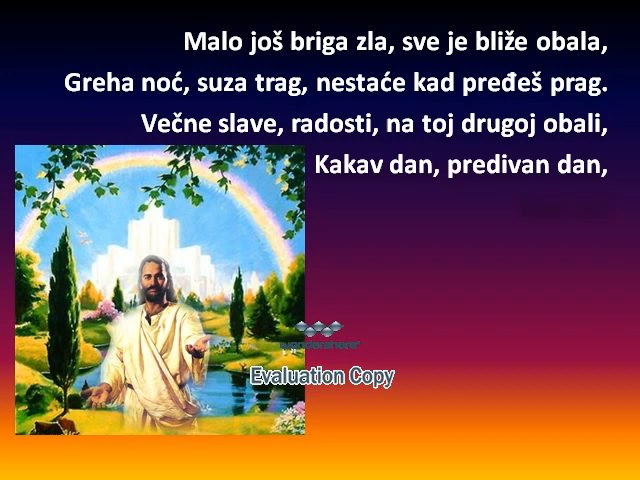 Malo još briga zla, sve je bliže obala,
Greha noć, suza trag, nestaće kad pređeš prag.
Večne slave, radosti, na toj drugoj obali,
Kakav dan, predivan dan,
wondershare
Evaluation Copy